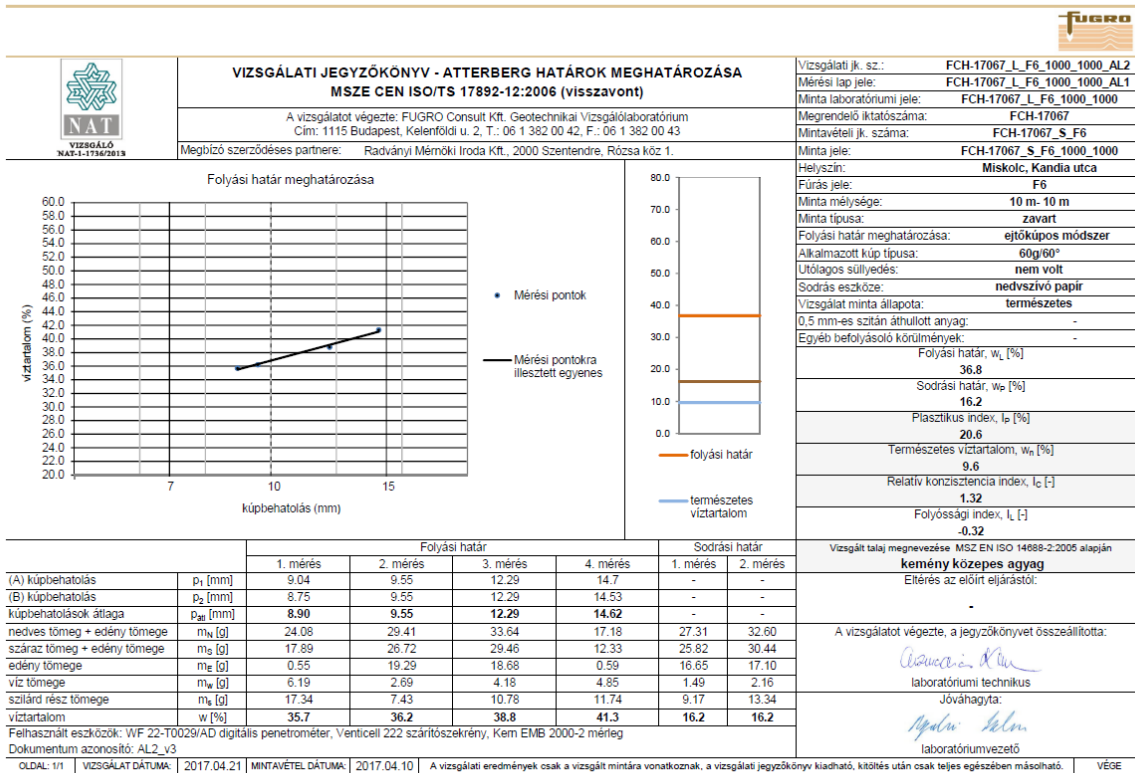 FUGRO
NAT
VIZSGÁLÓ
NAT-1-1736/2013
VIZSGÁLATI JEGYZŐKÖNYV - ATTERBERG HATÁROK MEGHATÁROZÁSA
MSZE CEN ISO/TS 17892-12:2006 (visszavont)
A vizsgálatot végezte: FUGRO Consult Kft. Geotechnikai Vizsgálólaboratórium
Cím: 1115 Budapest, Kelenföldi u. 2, T.: 06 1 382 00 42, F.: 06 1 382 00 43
Megbízó szerződéses partnere: Radványi Mérnöki Iroda Kft., 2000 Szentendre, Rózsa köz 1.
Vizsgálati jk. sz.: FCH-17067_L_F6_1000_1000_AL2
Mérési lap jele: FCH-17067_L_F6_1000_1000_AL1
Minta laboratóriumi jele: FCH-17067_L_F6_1000_1000
Megrendelő iktatószáma: FCH-17067
Mintavételi jk. száma: FCH-17067_S_F6
Minta jele: FCH-17067_S_F6_1000_1000
Helyszín: Miskolc, Kandia utca
Fúrás jele: F6
Minta mélysége: 10 m- 10 m
Minta típusa: zavart
Folyási határ meghatározása: ejtőkúpos módszer
Alkalmazott kúp típusa: 60g/60°
Utólagos süllyedés: nem volt
Sodrás eszköze: nedvszívó papír
Vizsgálat minta állapota: természetes
0,5 mm-es szitán áthullott anyag: -
Egyéb befolyásoló körülmények: -
Folyási határ, wL [%]
36.8
Sodrási határ, wP [%]
16.2
Plasztikus index, IP [%]
20.6
Természetes víztartalom, wn [%]
9.6
Relatív konzisztencia index, IC [-]
1.32
Folyóssági index, IL [-]
-0.32
Folyási határ meghatározása
víztartalom (%)
60.0
58.0
56.0
54.0
52.0
50.0
48.0
46.0
44.0
42.0
40.0
38.0
36.0
34.0
32.0
30.0
28.0
26.0
24.0
22.0
20.0
7 10 15
kúpbehatolás (mm)
Mérési pontok
Mérési pontokra
illesztett egyenes
80.0
70.0
60.0
50.0
40.0
30.0
20.0
10.0
0.0
folyási határ
természetes
víztartalom
Folyási határ Sodrási határ
1. mérés 2. mérés 3. mérés 4. mérés 1. mérés 2. mérés
(A) kúpbehatolás p1 [mm] 9.04 9.55 12.29 14.7 - -
(B) kúpbehatolás p2 [mm] 8.75 9.55 12.29 14.53 - -
kúpbehatolások átlaga pátl [mm] 8.90 9.55 12.29 14.62 - -
nedves tömeg + edény tömege mN [g] 24.08 29.41 33.64 17.18 27.31 32.60
száraz tömeg + edény tömege mS [g] 17.89 26.72 29.46 12.33 25.82 30.44
edény tömege mE [g] 0.55 19.29 18.68 0.59 16.65 17.10
víz tömege mw [g] 6.19 2.69 4.18 4.85 1.49 2.16
szilárd rész tömege ms [g] 17.34 7.43 10.78 11.74 9.17 13.34
víztartalom w [%] 35.7 36.2 38.8 41.3 16.2 16.2
Felhasznált eszközök: WF 22-T0029/AD digitális penetrométer, Venticell 222 szárítószekrény, Kern EMB 2000-2 mérleg
Dokumentum azonosító: AL2_v3
Vizsgált talaj megnevezése MSZ EN ISO 14688-2:2005 alapján
kemény közepes agyag
Eltérés az előírt eljárástól:
-
A vizsgálatot végezte, a jegyzőkönyvet összeállította:
laboratóriumi technikus
Jóváhagyta:
laboratóriumvezető
OLDAL: 1/1 VIZSGÁLAT DÁTUMA: 2017.04.21 MINTAVÉTEL DÁTUMA: 2017.04.10 A vizsgálati eredmények csak a vizsgált mintára vonatkoznak, a vizsgálati jegyzőkönyv kiadható, kitöltés után csak teljes egészében másolható. VÉGE